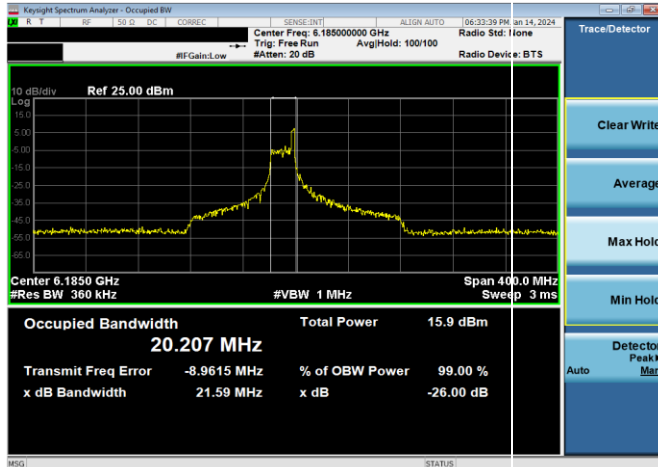 Keysight Spectrum Analyzer - Occupied BW
R T RF 50 Ω DC CORREC SENSE:INT ALIGN AUTO 06:33:39 PM Jan 14, 2024
Center Freq: 6.185000000 GHz Radio Std: None
Trig: Free Run Avg|Hold: 100/100
#IFGain:Low #Atten: 20 dB Radio Device: BTS
10 dB/div Ref 25.00 dBm
Log
15.0
5.00
-5.00
-15.0
-25.0
-35.0
-45.0
-55.0
-65.0
Center 6.1850 GHz Span 400.0 MHz
#Res BW 360 kHz #VBW 1 MHz Sweep 3 ms
Occupied Bandwidth Total Power 15.9 dBm
20.207 MHz
Transmit Freq Error -8.9615 MHz % of OBW Power 99.00 %
x dB Bandwidth 21.59 MHz x dB -26.00 dB
MSG STATUS
Trace/Detector
Clear Write
Average
Max Hold
Min Hold
Detector
Peak
Auto Man